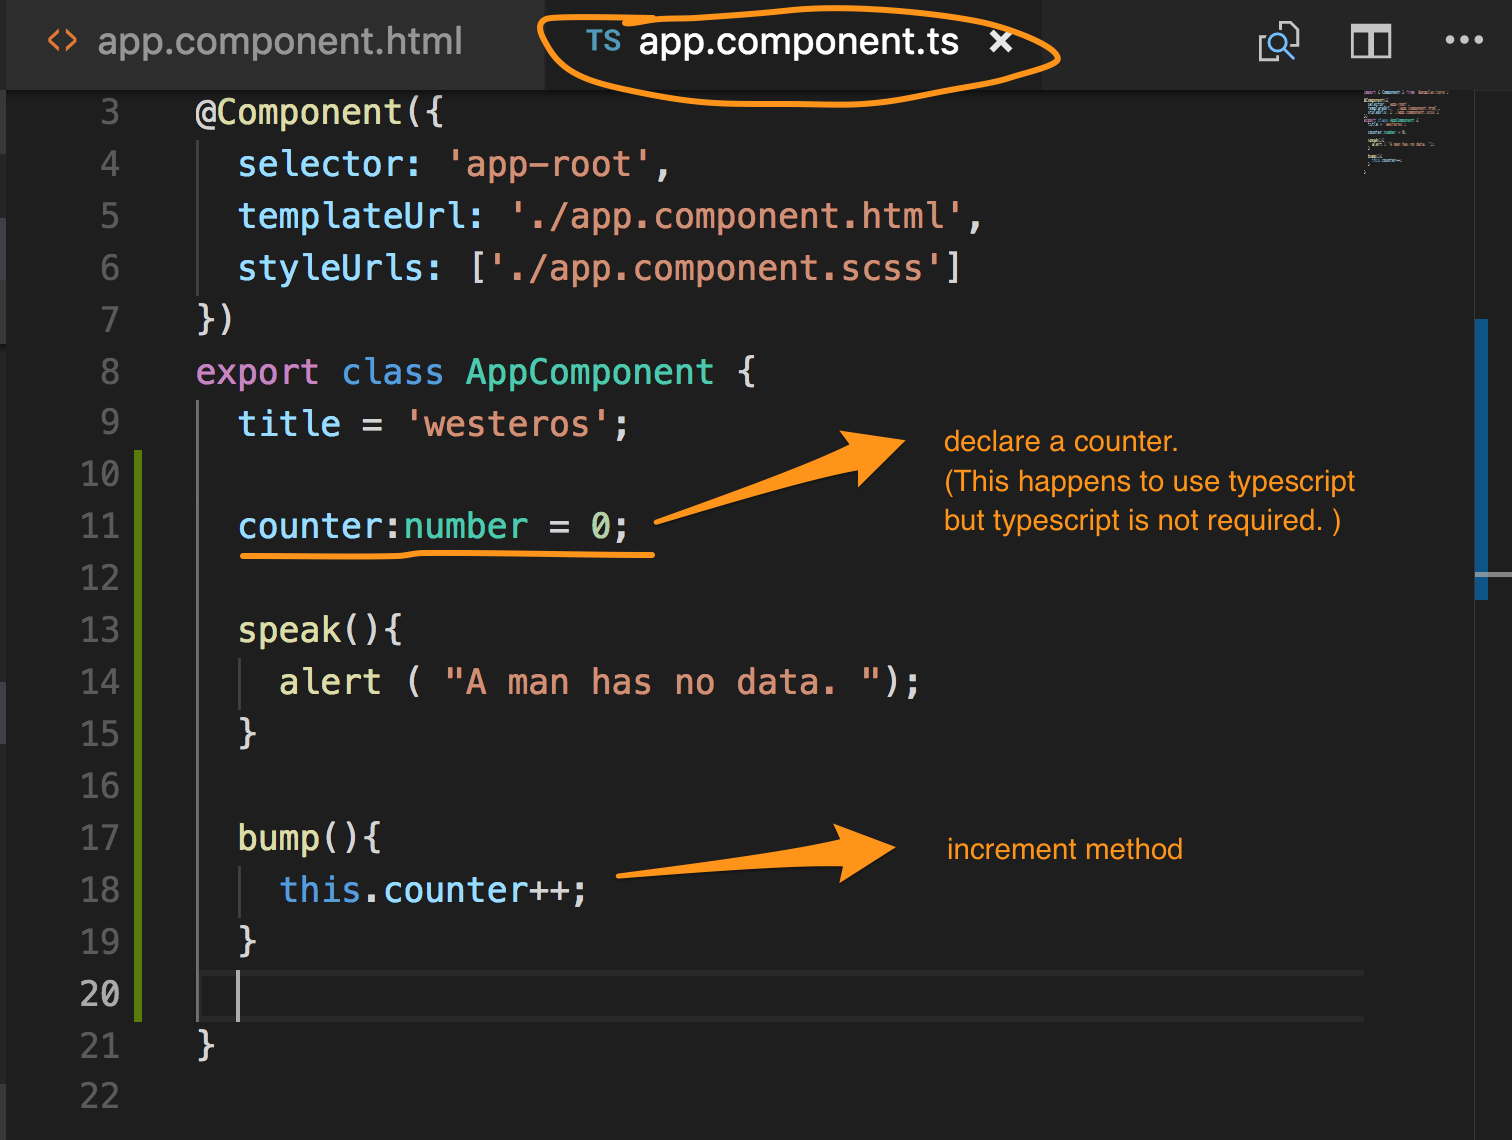 <> app.component.html TS app.component.ts ×
3 @Component({
4 selector: 'app-root',
5 templateUrl: './app.component.html',
6 styleUrls: ['./app.component.scss']
7 })
8 export class AppComponent {
9 title = 'westeros';
10
11 counter:number = 0;
declare a counter.
(This happens to use typescript
but typescript is not required. )
12
13 speak(){
14 alert ( "A man has no data. ");
15 }
16
17 bump(){
18 this.counter++;
increment method
19 }
20
21 }
22